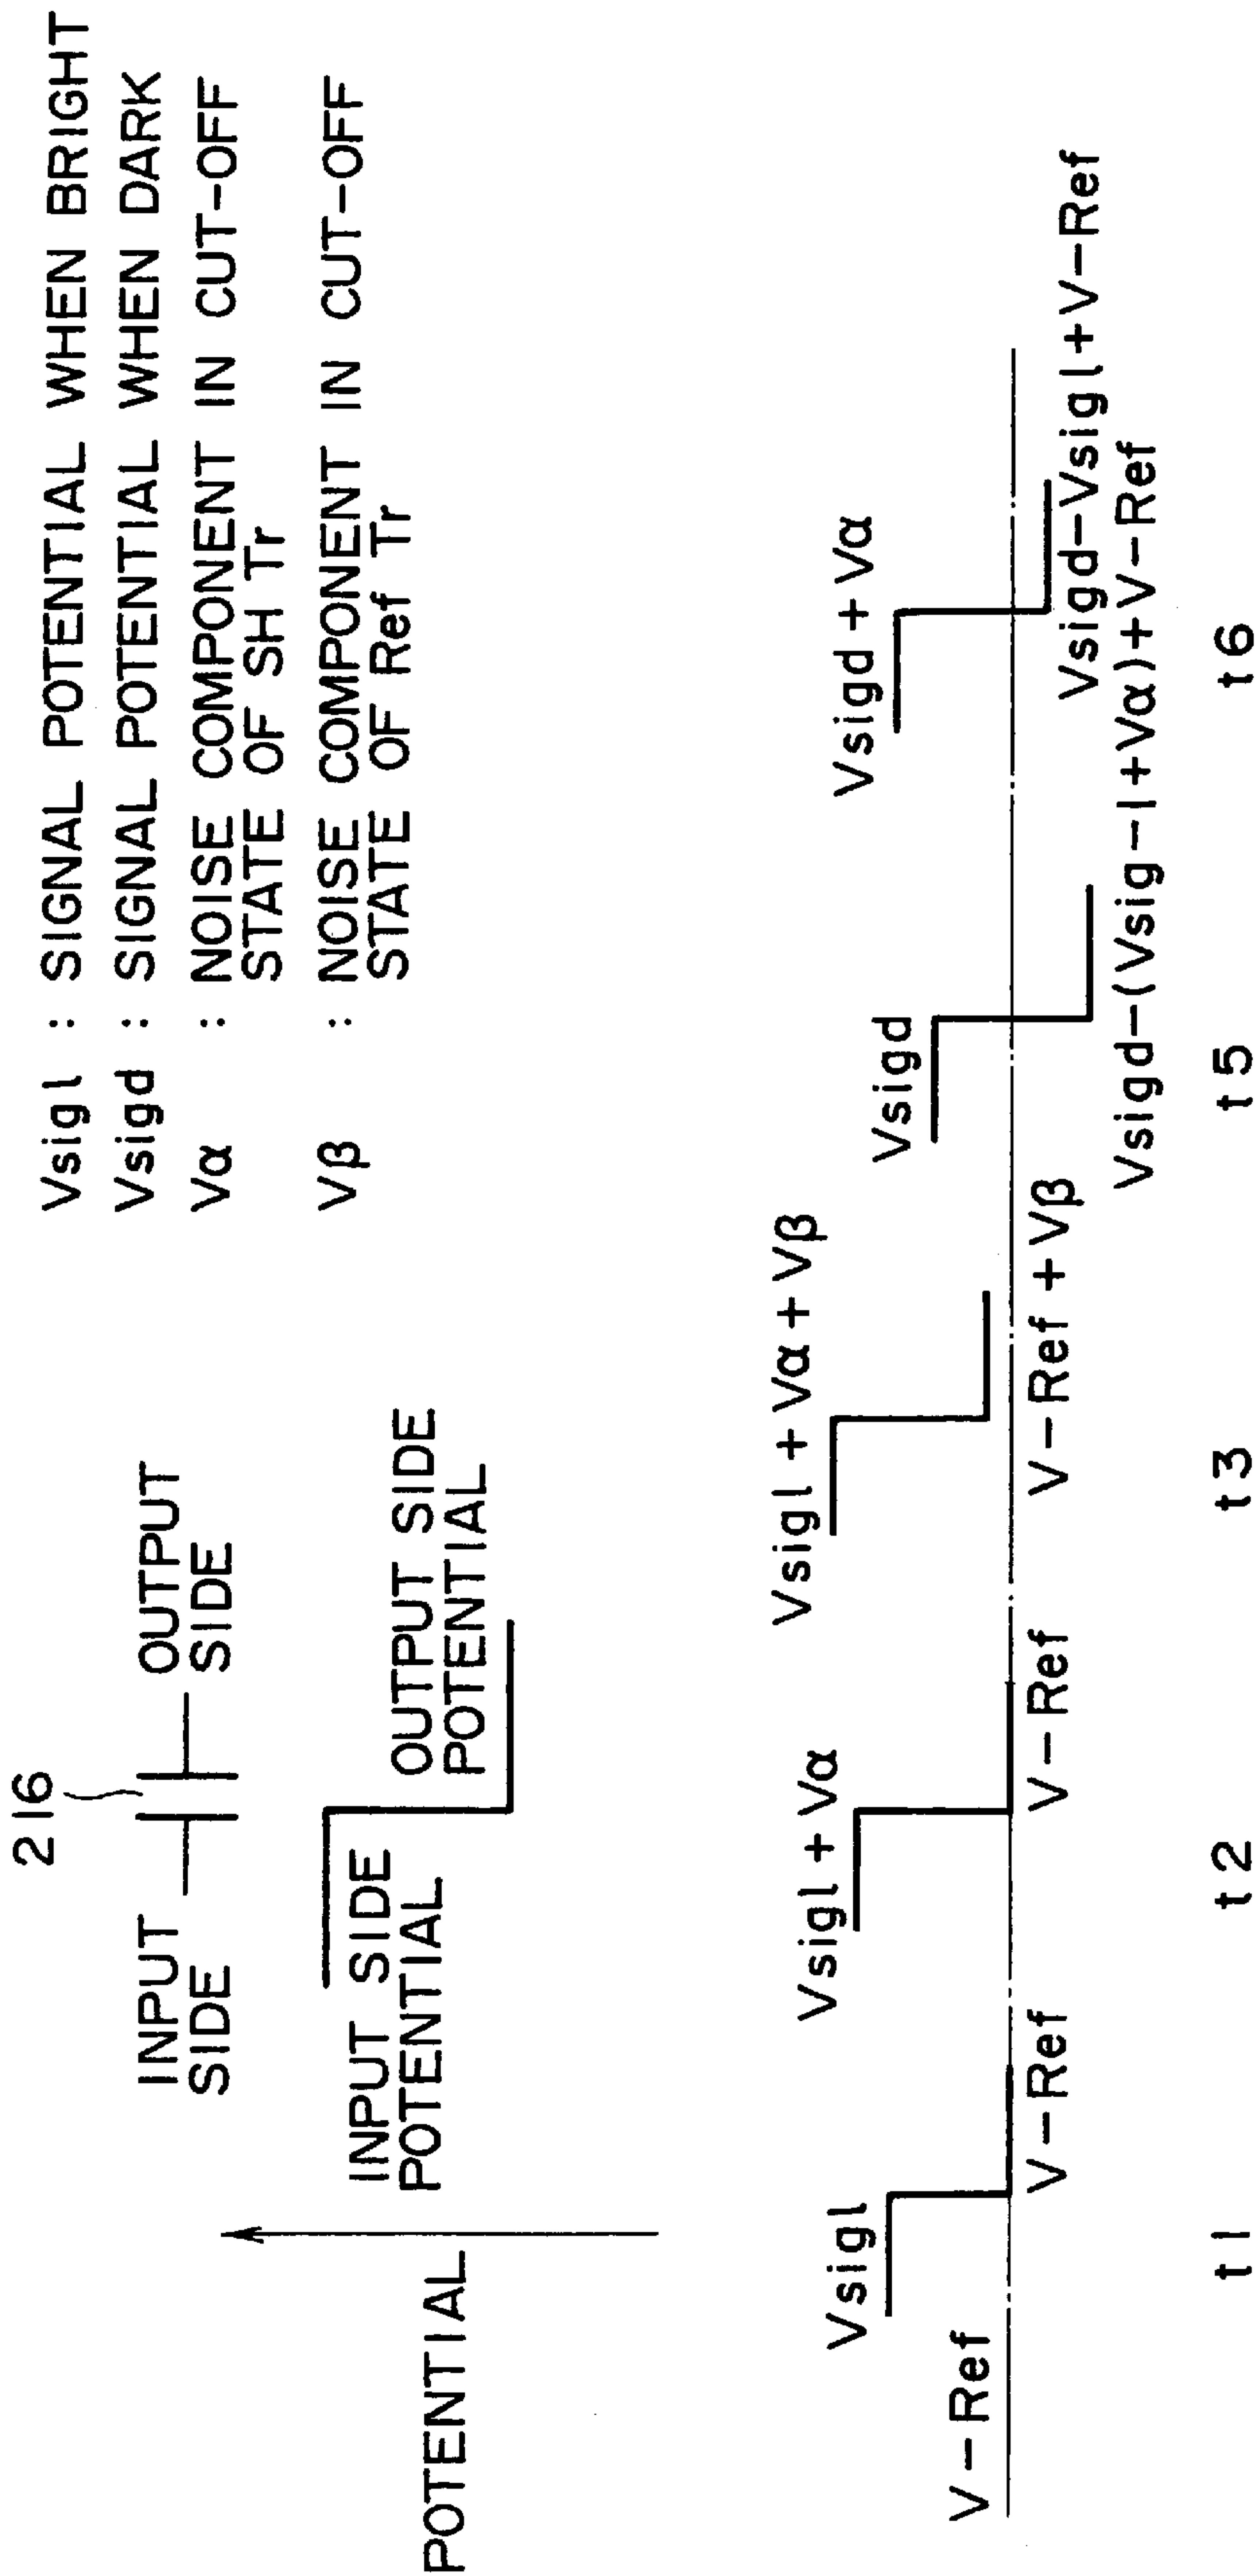 216
INPUT SIDE
OUTPUT SIDE
INPUT SIDE POTENTIAL
OUTPUT SIDE POTENTIAL
POTENTIAL
Vsigl : SIGNAL POTENTIAL WHEN BRIGHT
Vsigd : SIGNAL POTENTIAL WHEN DARK
Vα : NOISE COMPONENT IN CUT-OFF
STATE OF SH Tr
Vβ : NOISE COMPONENT IN CUT-OFF
STATE OF Ref Tr
V-Ref
Vsigl
V-Ref
t1
Vsigl + Vα
V-Ref
t2
Vsigl + Vα + Vβ
V-Ref + Vβ
t3
Vsigd
Vsigd-(Vsig-l+Vα)+V-Ref
t5
Vsigd + Vα
Vsigd-Vsigl+V-Ref
t6